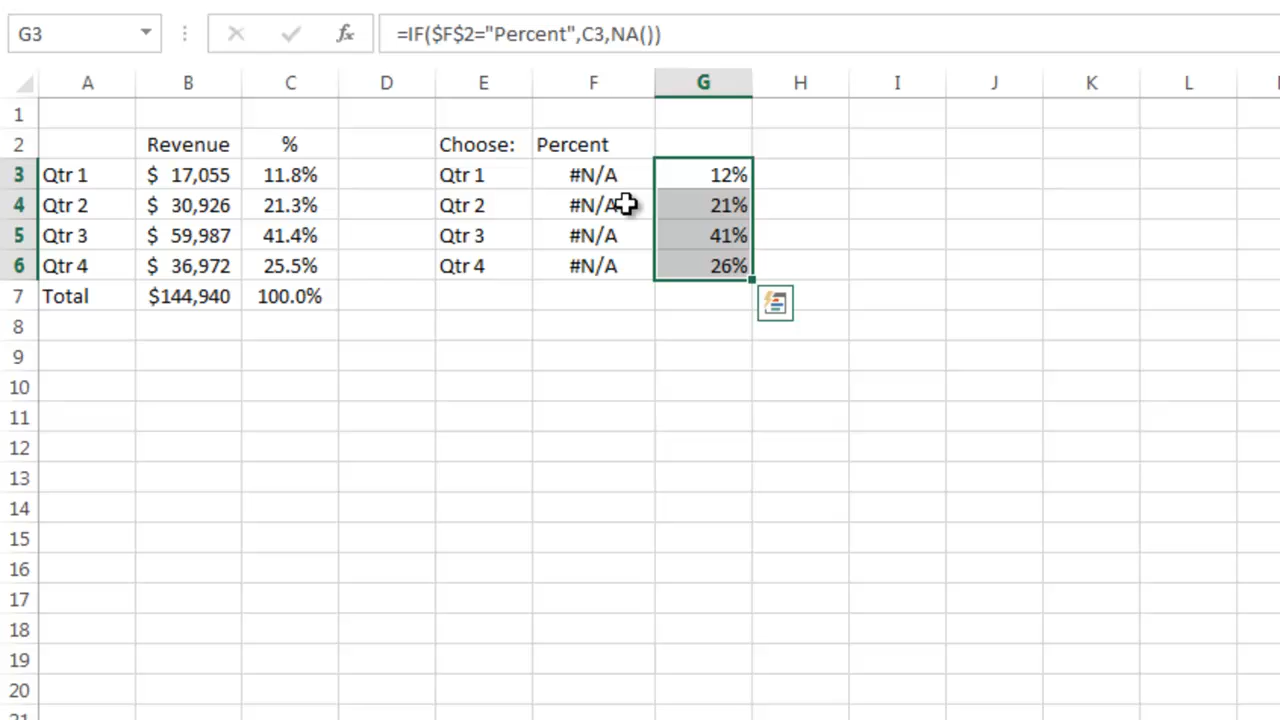 G3 =IF($F$2="Percent",C3,NA())
A B C D E F G H I J K L
1
2 Revenue % Choose: Percent
3 Qtr 1 $ 17,055 11.8% Qtr 1 #N/A 12%
4 Qtr 2 $ 30,926 21.3% Qtr 2 #N/A 21%
5 Qtr 3 $ 59,987 41.4% Qtr 3 #N/A 41%
6 Qtr 4 $ 36,972 25.5% Qtr 4 #N/A 26%
7 Total $144,940 100.0%
8
9
10
11
12
13
14
15
16
17
18
19
20
21